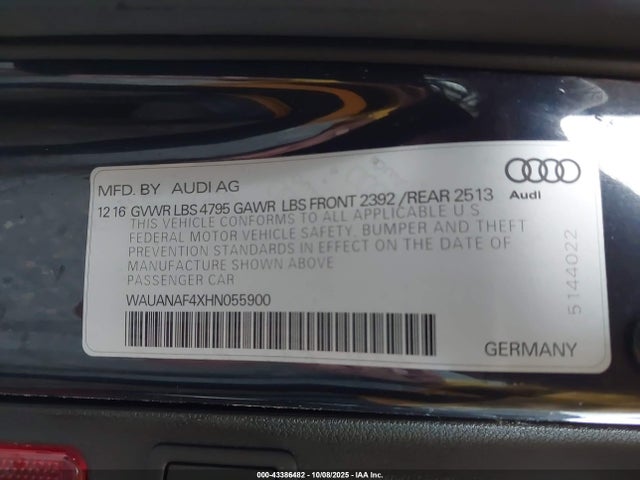 MFD. BY AUDI AG
12 16 GVWR LBS 4795 GAWR LBS FRONT 2392 /REAR 2513
THIS VEHICLE CONFORMS TO ALL APPLICABLE U S
FEDERAL MOTOR VEHICLE SAFETY, BUMPER AND THEFT
PREVENTION STANDARDS IN EFFECT ON THE DATE OF
MANUFACTURE SHOWN ABOVE
PASSENGER CAR
WAUANAF4XHN055900
Audi
5144022
GERMANY
000-43386482 - 10/08/2025 - IAA Inc.